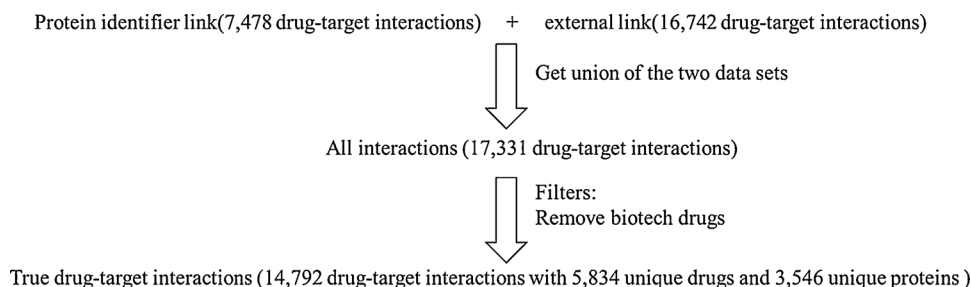 Protein identifier link(7,478 drug-target interactions) + external link(16,742 drug-target interactions)
Get union of the two data sets
All interactions (17,331 drug-target interactions)
Filters:
Remove biotech drugs
True drug-target interactions (14,792 drug-target interactions with 5,834 unique drugs and 3,546 unique proteins )